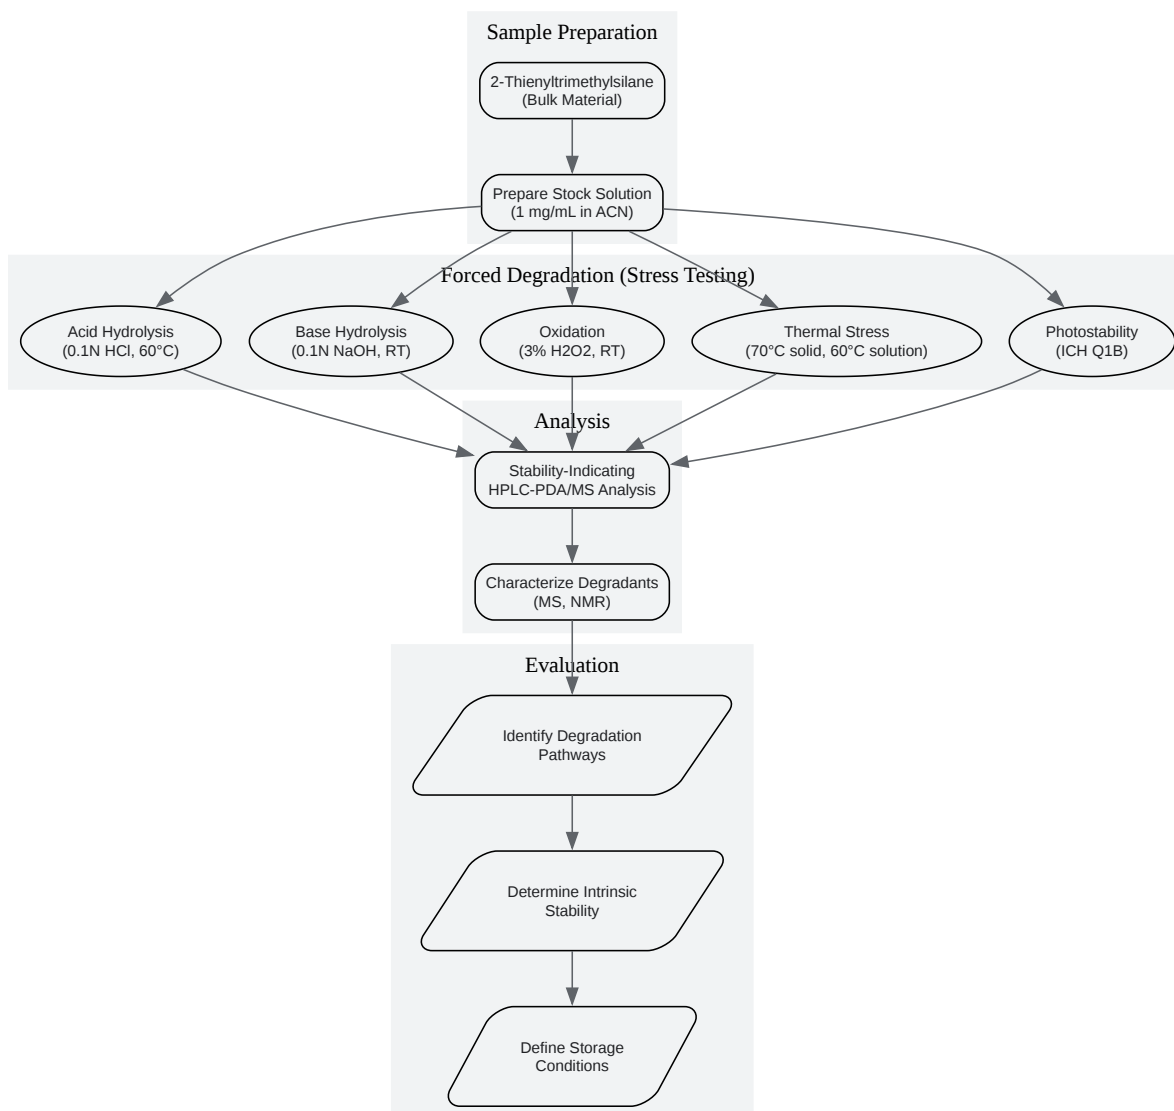 Sample Preparation
2-Thienyltrimethylsilane
(Bulk Material)
Prepare Stock Solution
(1 mg/mL in ACN)
Forced Degradation (Stress Testing)
Acid Hydrolysis
(0.1N HCl, 60°C)
Base Hydrolysis
(0.1N NaOH, RT)
Oxidation
(3% H2O2, RT)
Thermal Stress
(70°C solid, 60°C solution)
Photostability
(ICH Q1B)
Analysis
Stability-Indicating
HPLC-PDA/MS Analysis
Characterize Degradants
(MS, NMR)
Evaluation
Identify Degradation
Pathways
Determine Intrinsic
Stability
Define Storage
Conditions